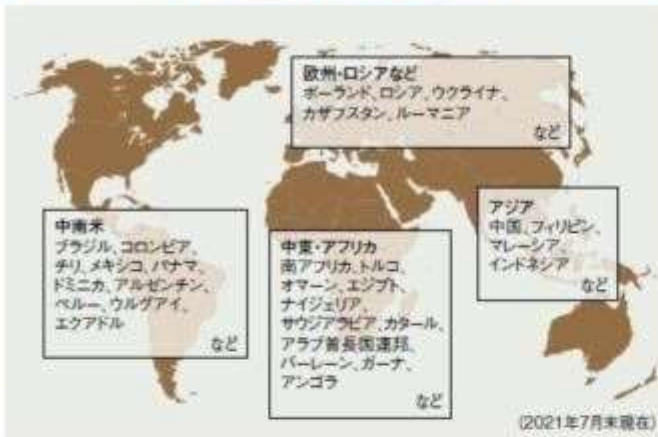 欧州・ロシアなど
ポーランド、ロシア、ウクライナ、
カザフスタン、ルーマニア
など
中南米
ブラジル、コロンビア、
チリ、メキシコ、パナマ、
ドミニカ、アルゼンチン、
ペルー、ウルグアイ、
エクアドル
など
中東・アフリカ
南アフリカ、トルコ、
オマーン、エジプト、
ナイジェリア、
サウジアラビア、カタール、
アラブ首長国連邦、
バーレーン、ガーナ、
アンゴラ
など
アジア
中国、フィリピン、
マレーシア、
インドネシア
など
(2021年7月末現在)